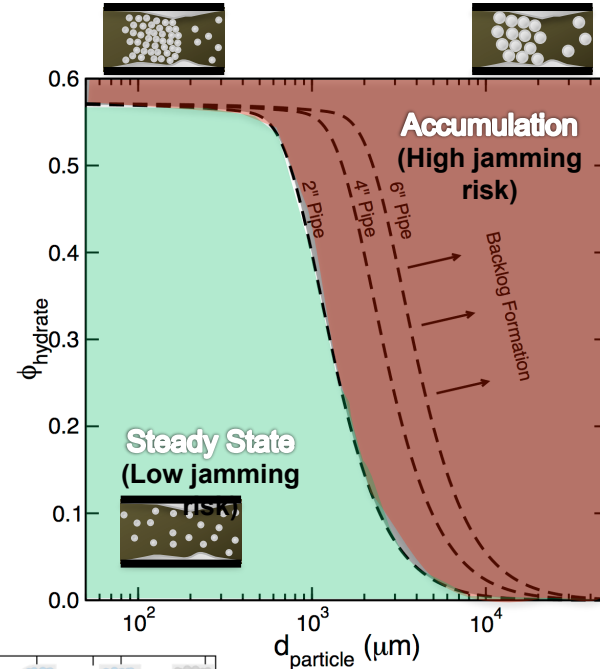 0.6
Accumulation
(High jamming
risk)
0.5
2" Pipe
4" Pipe
6" Pipe
0.4
Backlog Formation
ϕhydrate
0.3
0.2
Steady State
(Low jamming
risk)
0.1
0.0
10²
10³
10⁴
dparticle (μm)